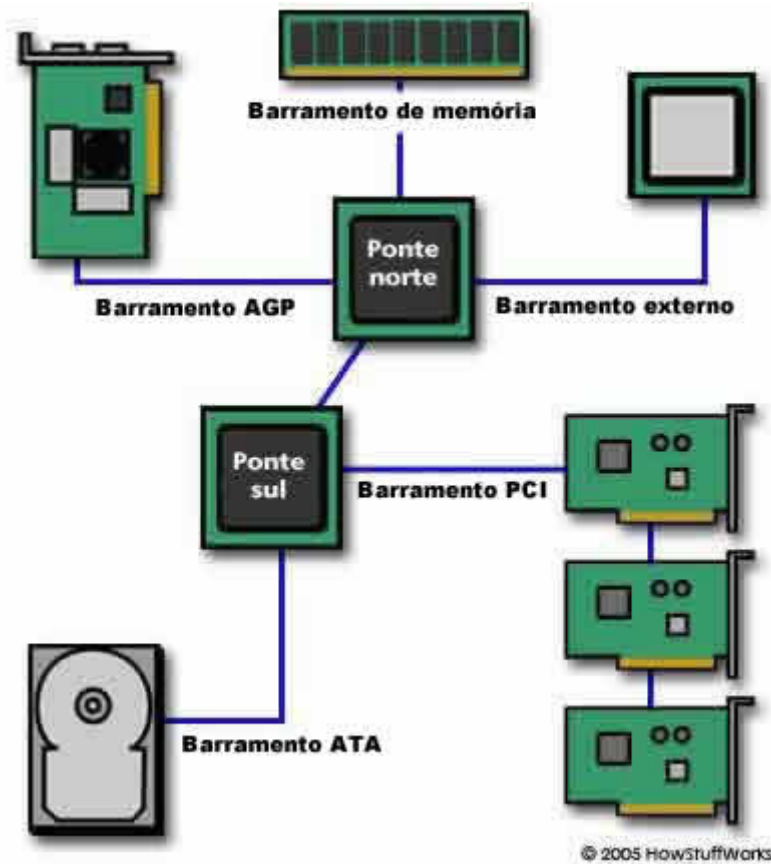 Barramento de memória
Ponte
norte
Barramento AGP
Barramento externo
Ponte
sul
Barramento PCI
Barramento ATA
© 2005 HowStuffWorks